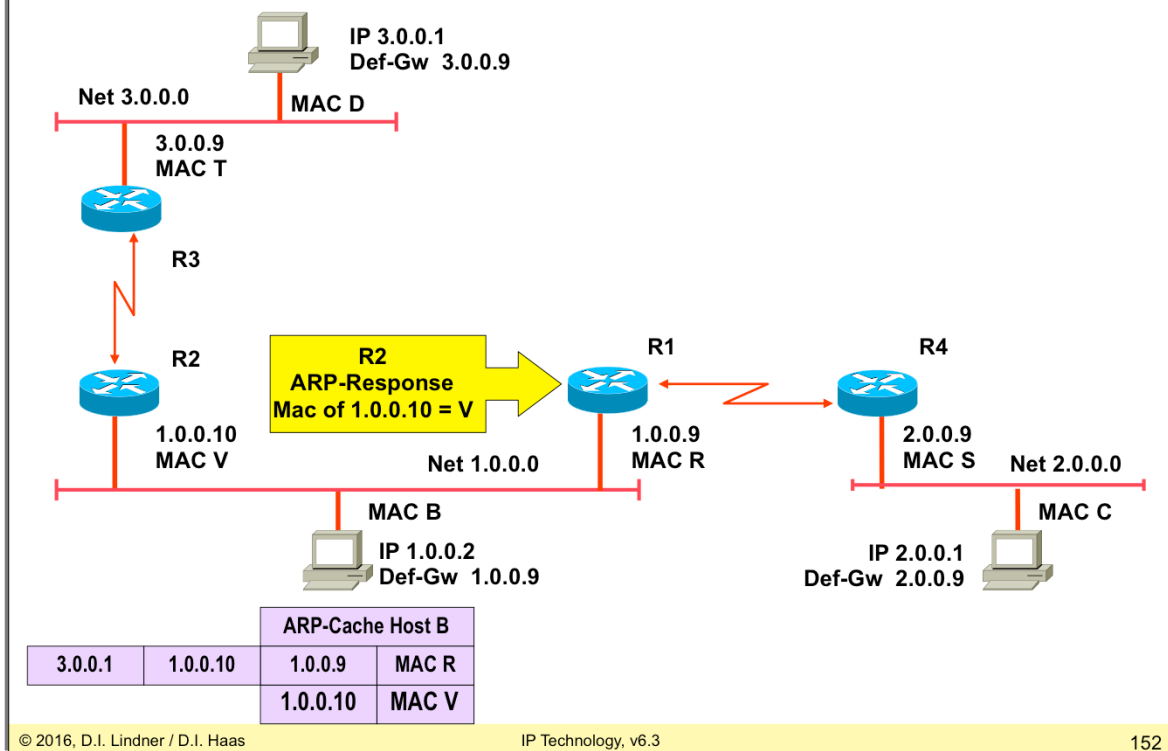 IP 3.0.0.1
Def-Gw 3.0.0.9
Net 3.0.0.0
MAC D
3.0.0.9
MAC T
R3
R2
R2
ARP-Response
Mac of 1.0.0.10 = V
R1
R4
1.0.0.10
MAC V
Net 1.0.0.0
1.0.0.9
MAC R
2.0.0.9
MAC S
Net 2.0.0.0
MAC B
MAC C
IP 1.0.0.2
Def-Gw 1.0.0.9
IP 2.0.0.1
Def-Gw 2.0.0.9
ARP-Cache Host B
3.0.0.1 1.0.0.10 1.0.0.9 MAC R
1.0.0.10 MAC V
© 2016, D.I. Lindner / D.I. Haas IP Technology, v6.3 152